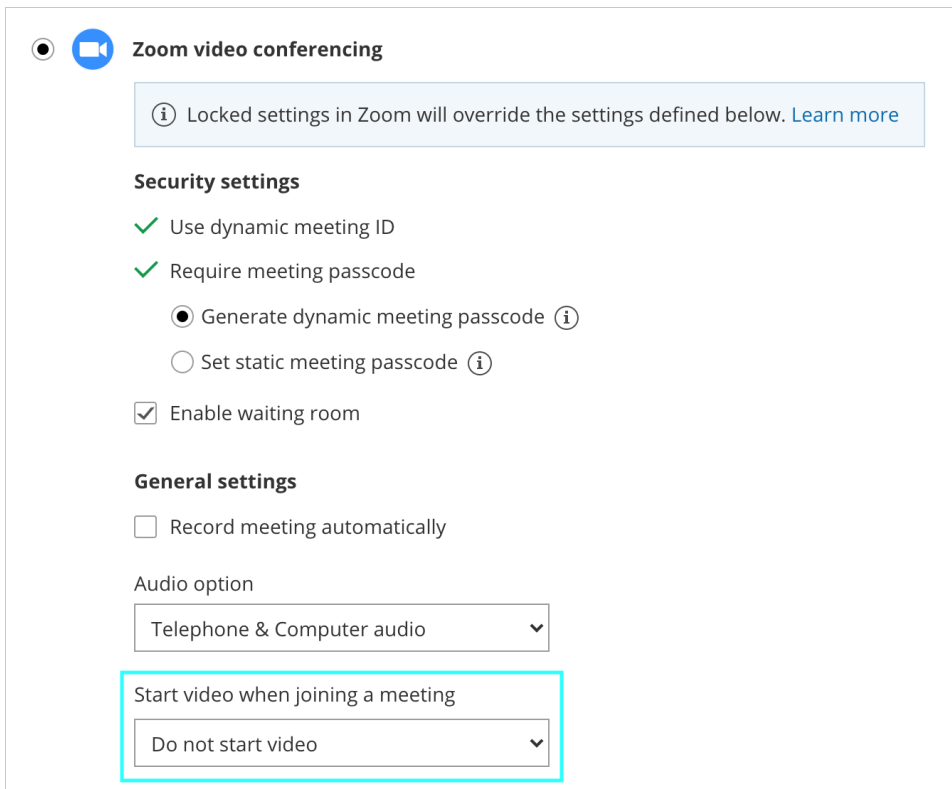 Zoom video conferencing
Locked settings in Zoom will override the settings defined below. Learn more
Security settings
Use dynamic meeting ID
Require meeting passcode
Generate dynamic meeting passcode
Set static meeting passcode
Enable waiting room
General settings
Record meeting automatically
Audio option
Telephone & Computer audio
Start video when joining a meeting
Do not start video